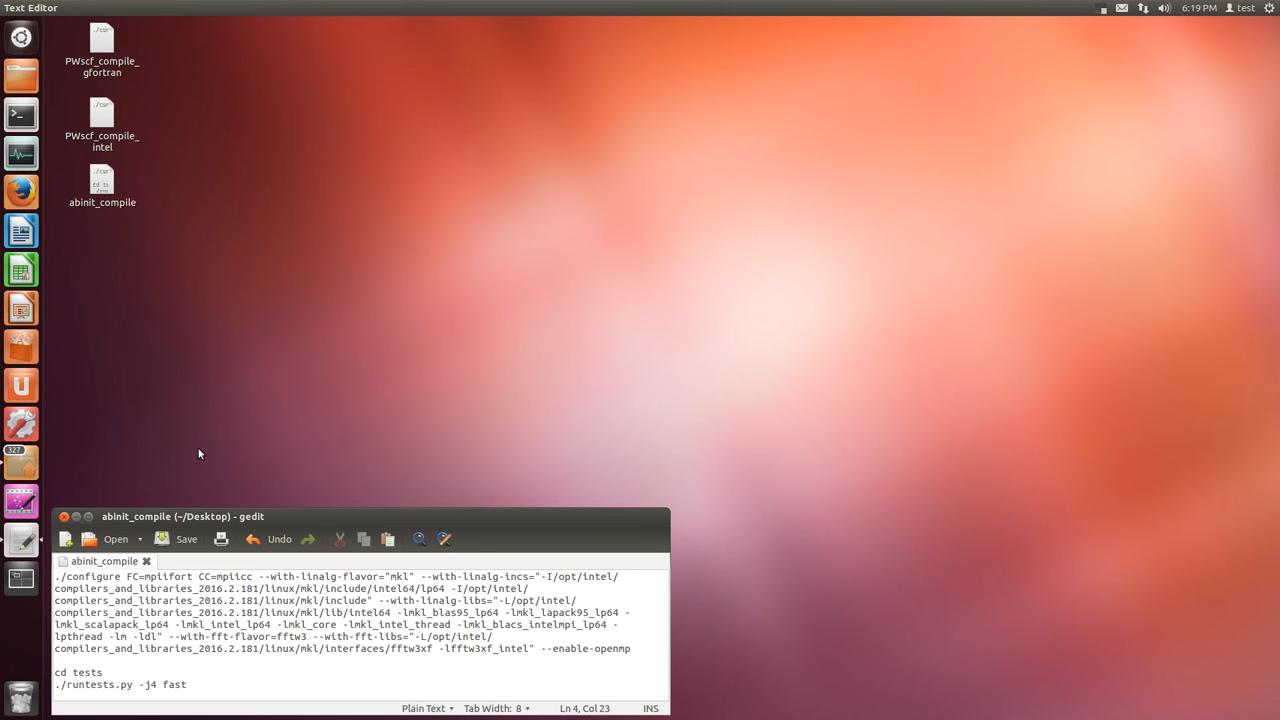 Text Editor
6:19 PM
test
PWscf_compile_
gfortran
PWscf_compile_
intel
abinit_compile
327
abinit_compile (~/Desktop) - gedit
Open
Save
Undo
abinit_compile
./configure FC=mpiifort CC=mpiicc --with-linalg-flavor="mkl" --with-linalg-incs="-I/opt/intel/
compilers_and_libraries_2016.2.181/linux/mkl/include/intel64/lp64 -I/opt/intel/
compilers_and_libraries_2016.2.181/linux/mkl/include" --with-linalg-libs="-L/opt/intel/
compilers_and_libraries_2016.2.181/linux/mkl/lib/intel64 -lmkl_blas95_lp64 -lmkl_lapack95_lp64 -
lmkl_scalapack_lp64 -lmkl_intel_lp64 -lmkl_core -lmkl_intel_thread -lmkl_blacs_intelmpi_lp64 -
lpthread -lm -ldl" --with-fft-flavor=fftw3 --with-fft-libs="-L/opt/intel/
compilers_and_libraries_2016.2.181/linux/mkl/interfaces/fftw3xf -lfftw3xf_intel" --enable-openmp
cd tests
./runtests.py -j4 fast
Plain Text
Tab Width: 8
Ln 4, Col 23
INS